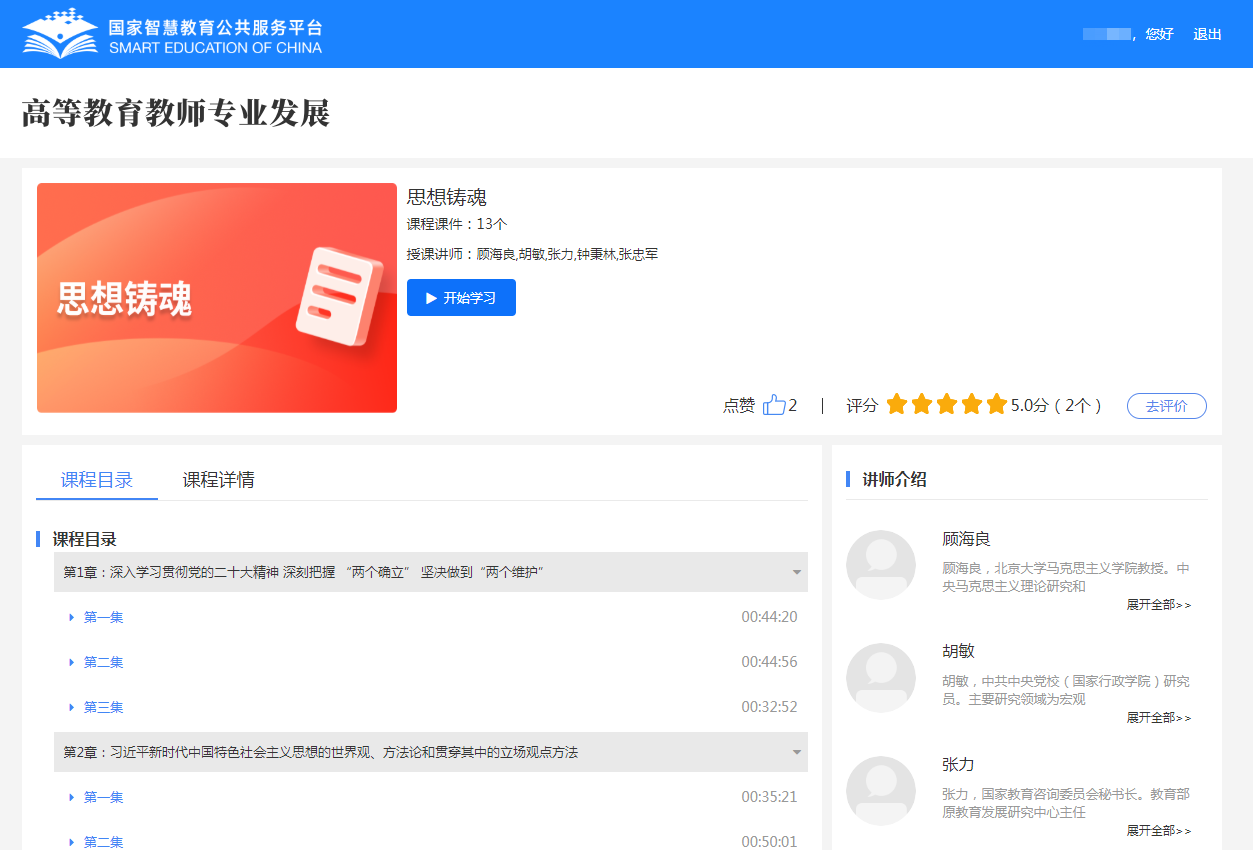 国家智慧教育公共服务平台
SMART EDUCATION OF CHINA
，您好 退出
高等教育教师专业发展
思想铸魂
思想铸魂
课程课件：13个
授课讲师：顾海良,胡敏,张力,钟秉林,张忠军
开始学习
点赞 2 | 评分 5.0分（2个） 去评价
课程目录 课程详情
课程目录
第1章：深入学习贯彻党的二十大精神 深刻把握 “两个确立” 坚决做到“两个维护”
第一集 00:44:20
第二集 00:44:56
第三集 00:32:52
第2章：习近平新时代中国特色社会主义思想的世界观、方法论和贯穿其中的立场观点方法
第一集 00:35:21
第二集 00:50:01
讲师介绍
顾海良
顾海良，北京大学马克思主义学院教授。中
央马克思主义理论研究和
展开全部>>
胡敏
胡敏，中共中央党校（国家行政学院）研究
员。主要研究领域为宏观
展开全部>>
张力
张力，国家教育咨询委员会秘书长。教育部
原教育发展研究中心主任
展开全部>>